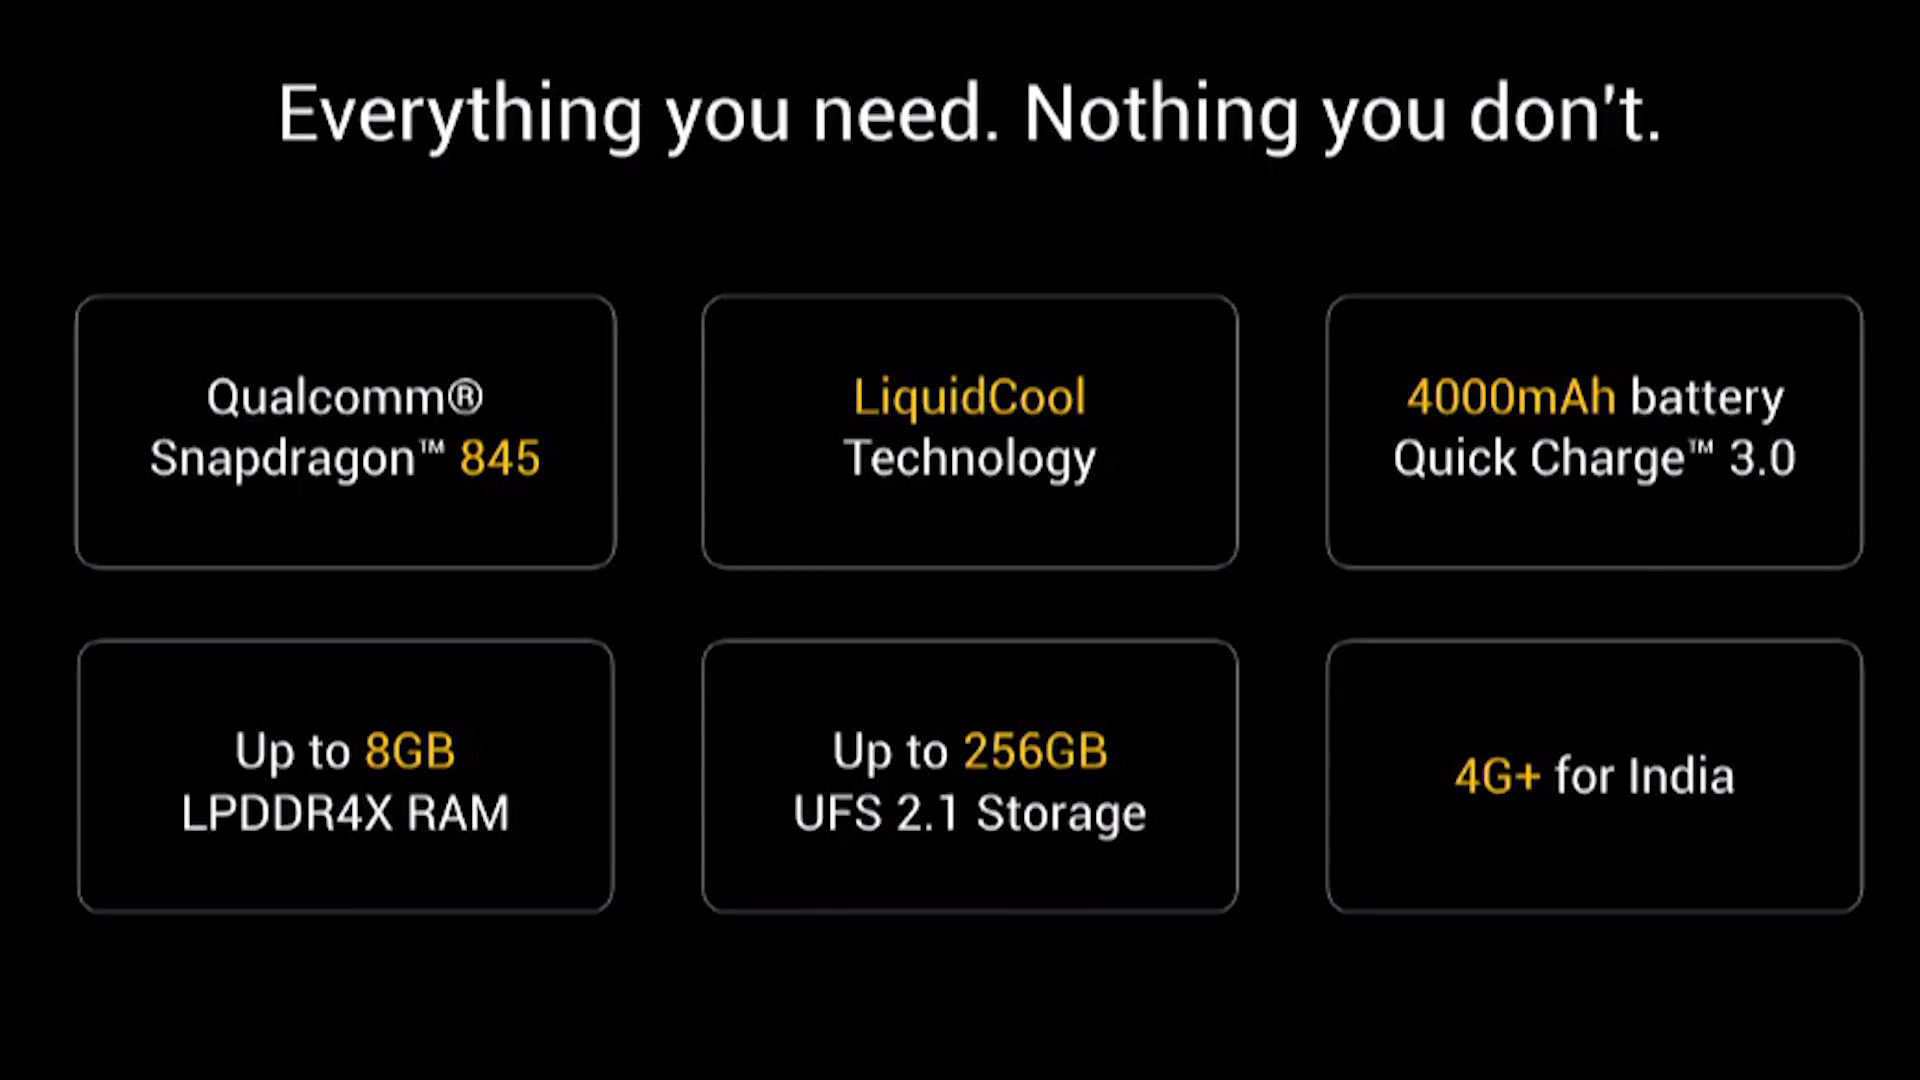 Everything you need. Nothing you don't.
Qualcomm®
Snapdragon™ 845
LiquidCool
Technology
4000mAh battery
Quick Charge™ 3.0
Up to 8GB
LPDDR4X RAM
Up to 256GB
UFS 2.1 Storage
4G+ for India